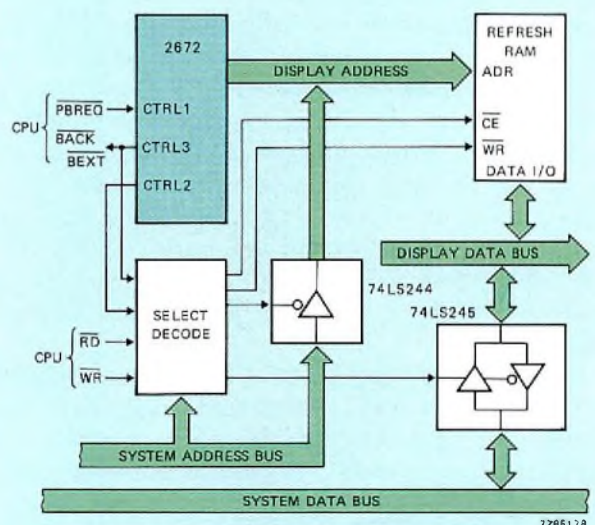 2672
REFRESH
RAM
DISPLAY ADDRESS
ADR
CPU
PBREQ
CTRL1
BACK
CTRL3
BEXT
CTRL2
CE
WR
DATA I/O
DISPLAY DATA BUS
74LS244
74LS245
SELECT
DECODE
CPU
RD
WR
SYSTEM ADDRESS BUS
SYSTEM DATA BUS